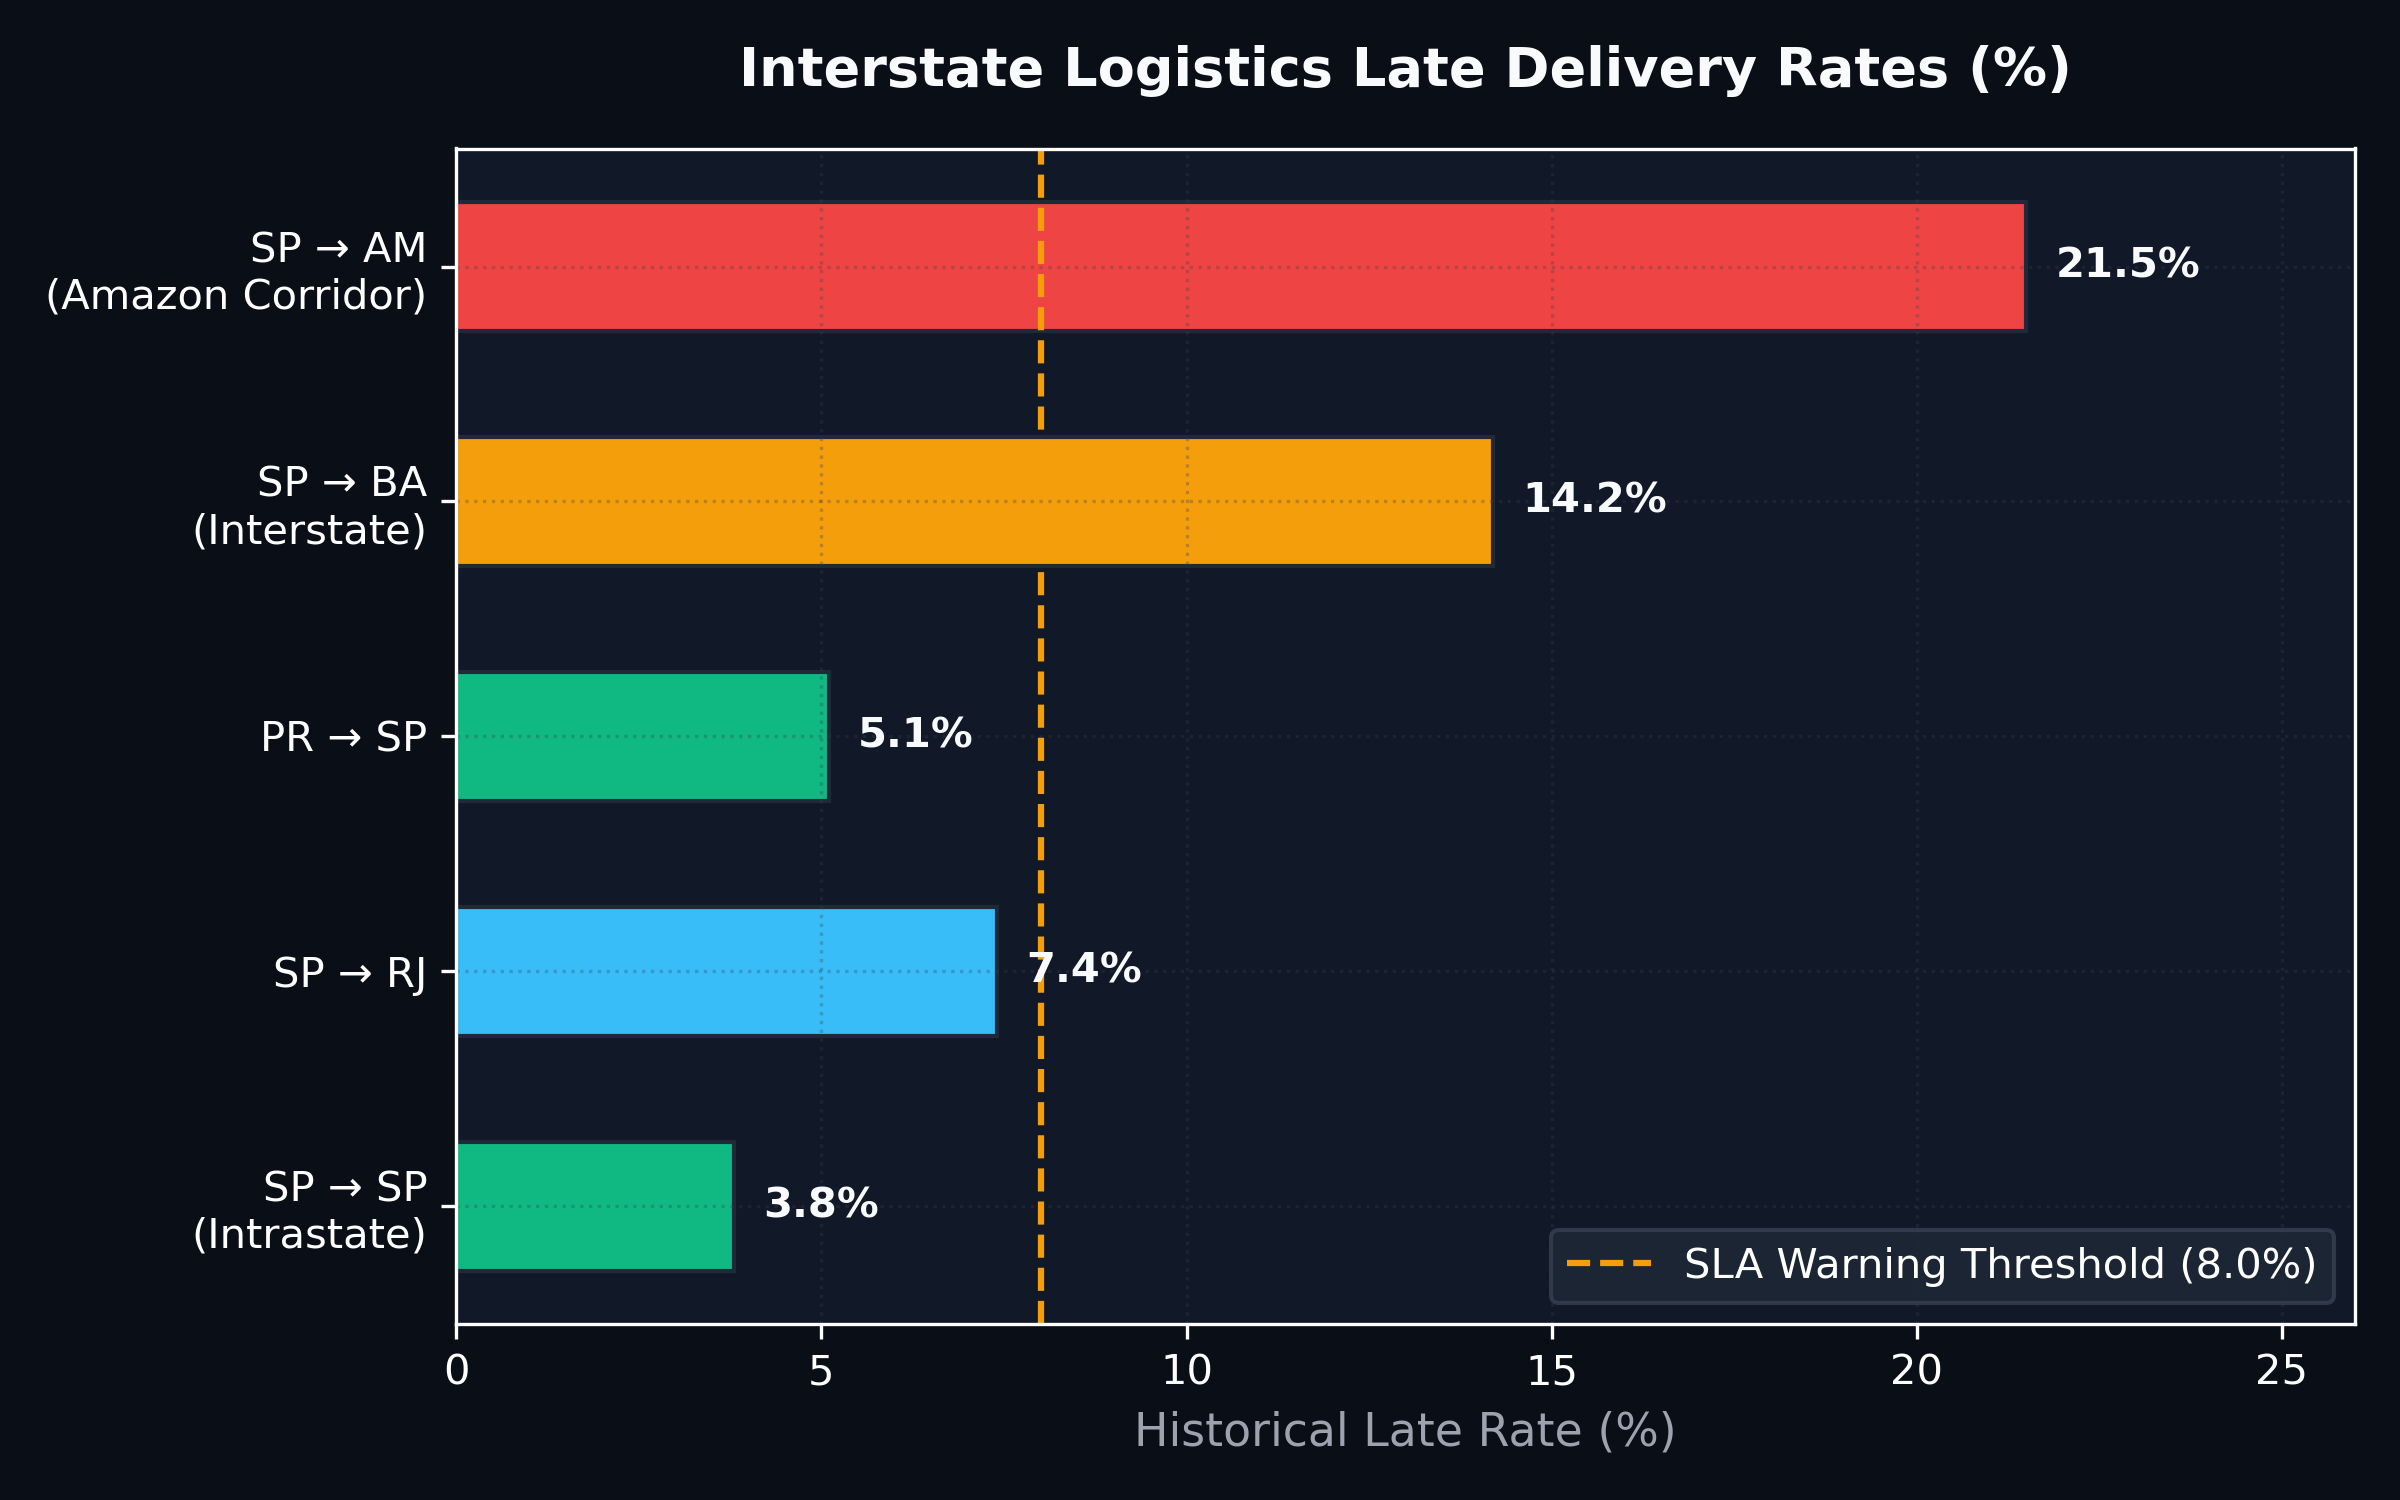 Interstate Logistics Late Delivery Rates (%)
SP → AM
(Amazon Corridor)
21.5%
SP → BA
(Interstate)
14.2%
PR → SP
5.1%
SP → RJ
7.4%
SP → SP
(Intrastate)
3.8%
SLA Warning Threshold (8.0%)
0 5 10 15 20 25
Historical Late Rate (%)